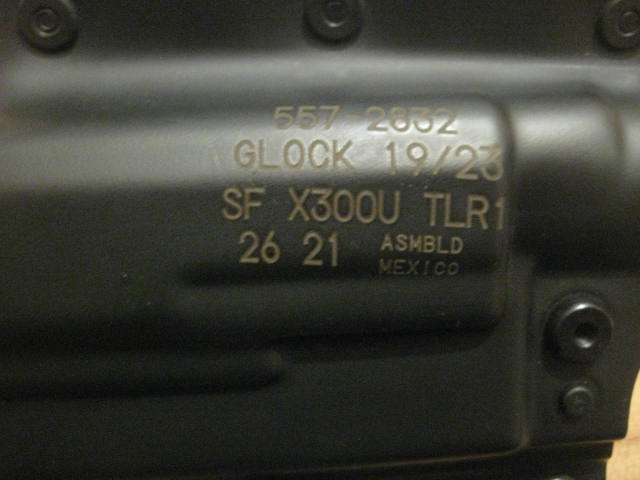 557-2832
GLOCK 19/23
SF X300U TLR1
26 21 ASMBLD
MEXICO